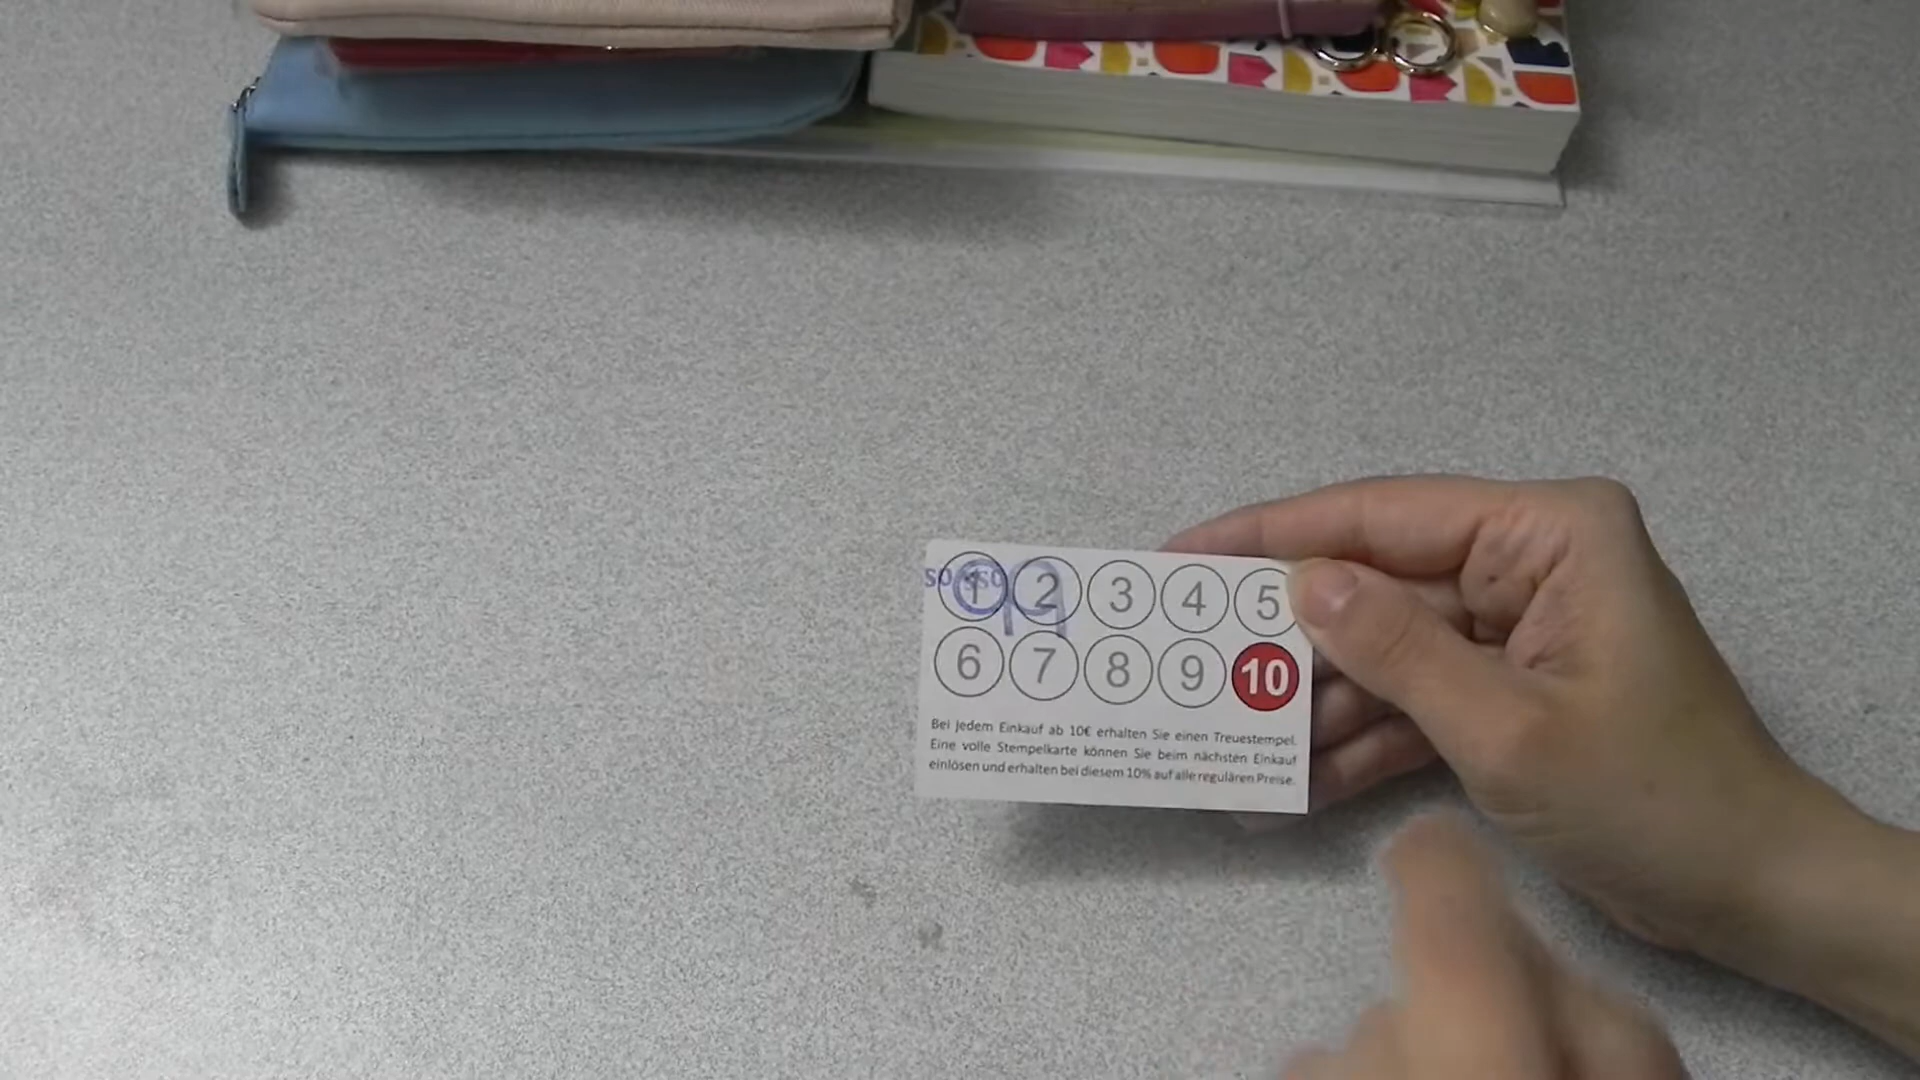 1 2 3 4 5
6 7 8 9 10
Bei jedem Einkauf ab 10€ erhalten Sie einen Treuestempel.
Eine volle Stempelkarte können Sie beim nächsten Einkauf
einlösen und erhalten bei diesem 10% auf alle regulären Preise.